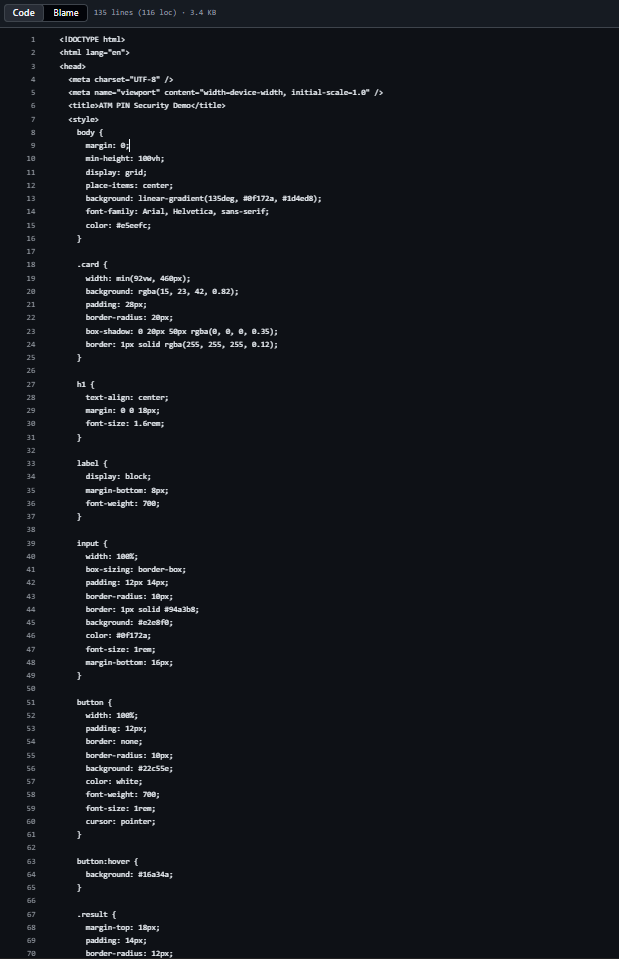 Code Blame 135 lines (116 loc) · 3.4 KB
1 <!DOCTYPE html>
2 <html lang="en">
3 <head>
4 <meta charset="UTF-8" />
5 <meta name="viewport" content="width=device-width, initial-scale=1.0" />
6 <title>ATM PIN Security Demo</title>
7 <style>
8 body {
9 margin: 0;
10 min-height: 100vh;
11 display: grid;
12 place-items: center;
13 background: linear-gradient(135deg, #0f172a, #1d4ed8);
14 font-family: Arial, Helvetica, sans-serif;
15 color: #e5eefc;
16 }
17
18 .card {
19 width: min(92vw, 460px);
20 background: rgba(15, 23, 42, 0.82);
21 padding: 28px;
22 border-radius: 20px;
23 box-shadow: 0 20px 50px rgba(0, 0, 0, 0.35);
24 border: 1px solid rgba(255, 255, 255, 0.12);
25 }
26
27 h1 {
28 text-align: center;
29 margin: 0 0 18px;
30 font-size: 1.6rem;
31 }
32
33 label {
34 display: block;
35 margin-bottom: 8px;
36 font-weight: 700;
37 }
38
39 input {
40 width: 100%;
41 box-sizing: border-box;
42 padding: 12px 14px;
43 border-radius: 10px;
44 border: 1px solid #94a3b8;
45 background: #e2e8f0;
46 color: #0f172a;
47 font-size: 1rem;
48 margin-bottom: 16px;
49 }
50
51 button {
52 width: 100%;
53 padding: 12px;
54 border: none;
55 border-radius: 10px;
56 background: #22c55e;
57 color: white;
58 font-weight: 700;
59 font-size: 1rem;
60 cursor: pointer;
61 }
62
63 button:hover {
64 background: #16a34a;
65 }
66
67 .result {
68 margin-top: 18px;
69 padding: 14px;
70 border-radius: 12px;